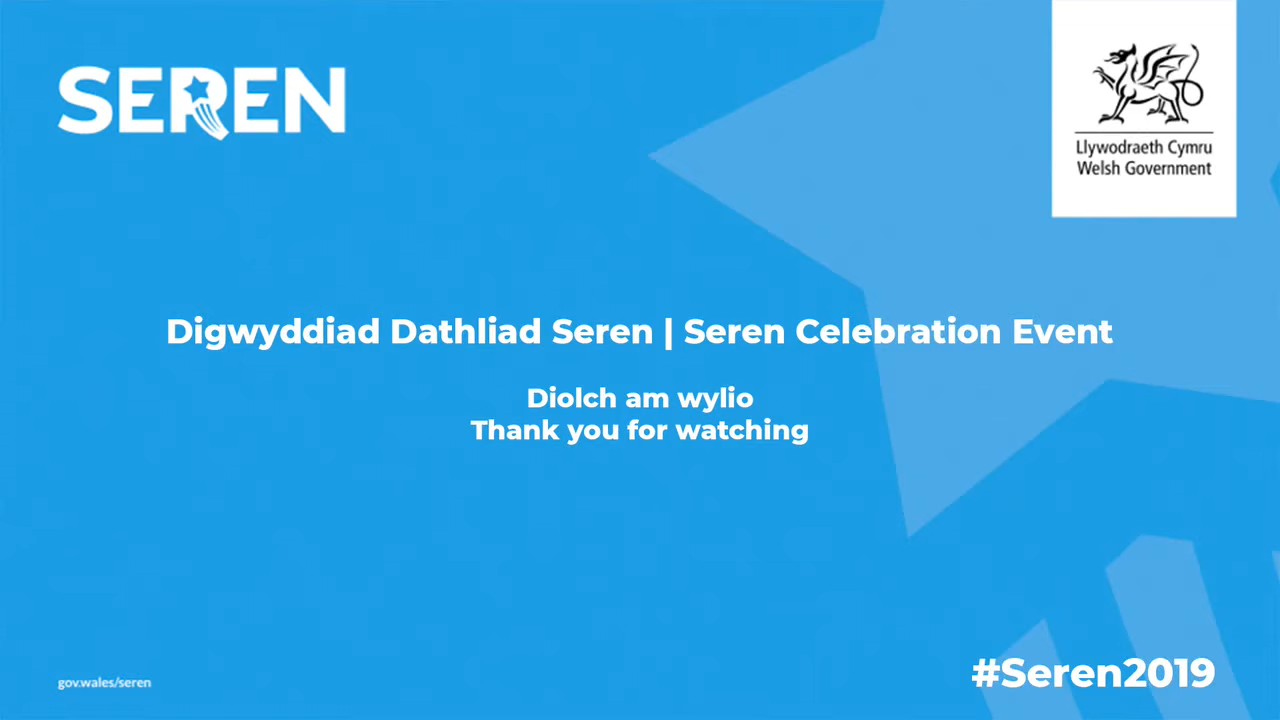 SEREN
Llywodraeth Cymru
Welsh Government
Digwyddiad Dathliad Seren | Seren Celebration Event
Diolch am wylio
Thank you for watching
gov.wales/seren
#Seren2019